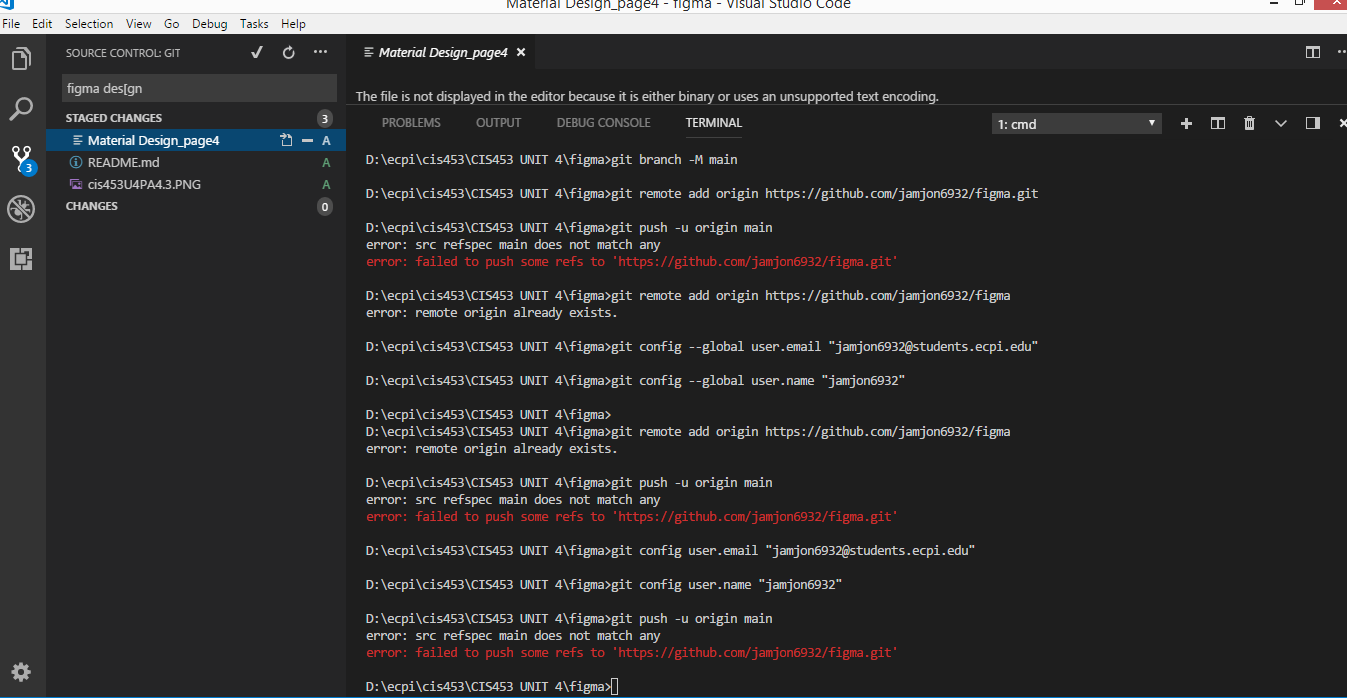 Material Design_page4 - figma - Visual Studio Code
File Edit Selection View Go Debug Tasks Help
SOURCE CONTROL: GIT
figma des[gn
STAGED CHANGES 3
Material Design_page4 A
README.md A
cis453U4PA4.3.PNG A
CHANGES 0
3
Material Design_page4
The file is not displayed in the editor because it is either binary or uses an unsupported text encoding.
PROBLEMS OUTPUT DEBUG CONSOLE TERMINAL 1: cmd
D:\ecpi\cis453\CIS453 UNIT 4\figma>git branch -M main
D:\ecpi\cis453\CIS453 UNIT 4\figma>git remote add origin https://github.com/jamjon6932/figma.git
D:\ecpi\cis453\CIS453 UNIT 4\figma>git push -u origin main
error: src refspec main does not match any
error: failed to push some refs to 'https://github.com/jamjon6932/figma.git'
D:\ecpi\cis453\CIS453 UNIT 4\figma>git remote add origin https://github.com/jamjon6932/figma
error: remote origin already exists.
D:\ecpi\cis453\CIS453 UNIT 4\figma>git config --global user.email "jamjon6932@students.ecpi.edu"
D:\ecpi\cis453\CIS453 UNIT 4\figma>git config --global user.name "jamjon6932"
D:\ecpi\cis453\CIS453 UNIT 4\figma>
D:\ecpi\cis453\CIS453 UNIT 4\figma>git remote add origin https://github.com/jamjon6932/figma
error: remote origin already exists.
D:\ecpi\cis453\CIS453 UNIT 4\figma>git push -u origin main
error: src refspec main does not match any
error: failed to push some refs to 'https://github.com/jamjon6932/figma.git'
D:\ecpi\cis453\CIS453 UNIT 4\figma>git config user.email "jamjon6932@students.ecpi.edu"
D:\ecpi\cis453\CIS453 UNIT 4\figma>git config user.name "jamjon6932"
D:\ecpi\cis453\CIS453 UNIT 4\figma>git push -u origin main
error: src refspec main does not match any
error: failed to push some refs to 'https://github.com/jamjon6932/figma.git'
D:\ecpi\cis453\CIS453 UNIT 4\figma>